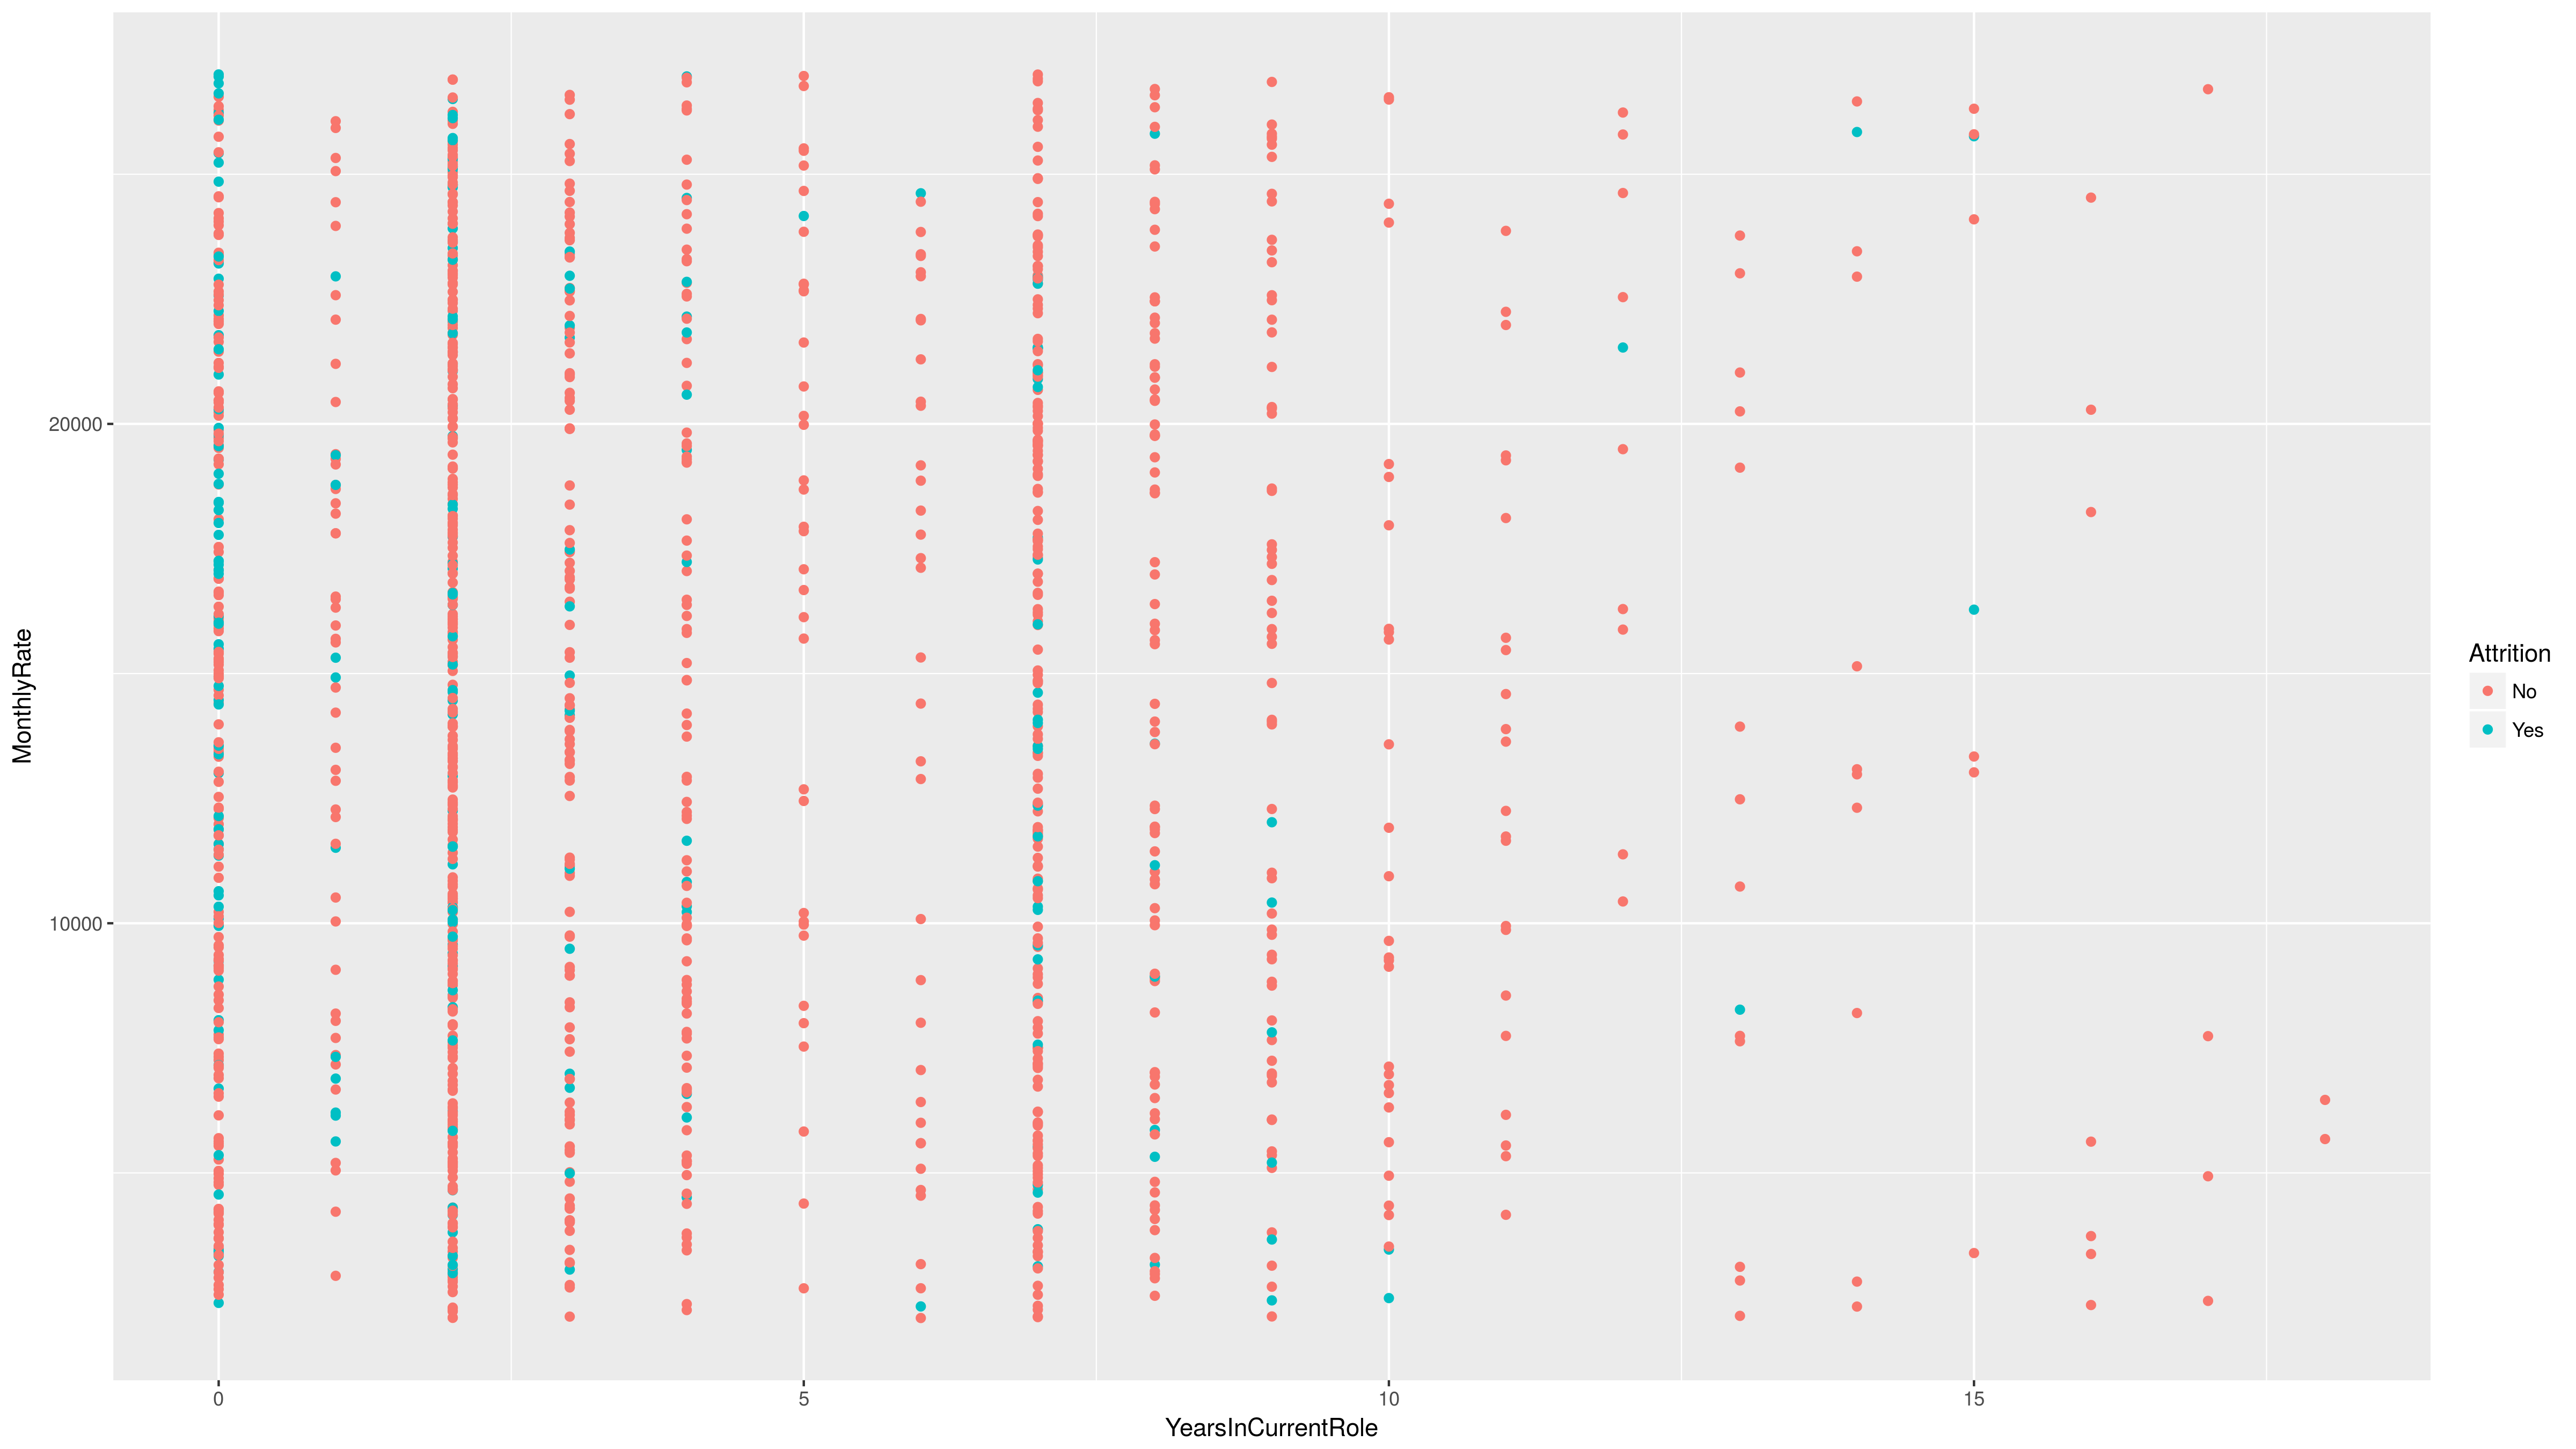 20000
10000
MonthlyRate
0
5
10
15
YearsInCurrentRole
Attrition
No
Yes